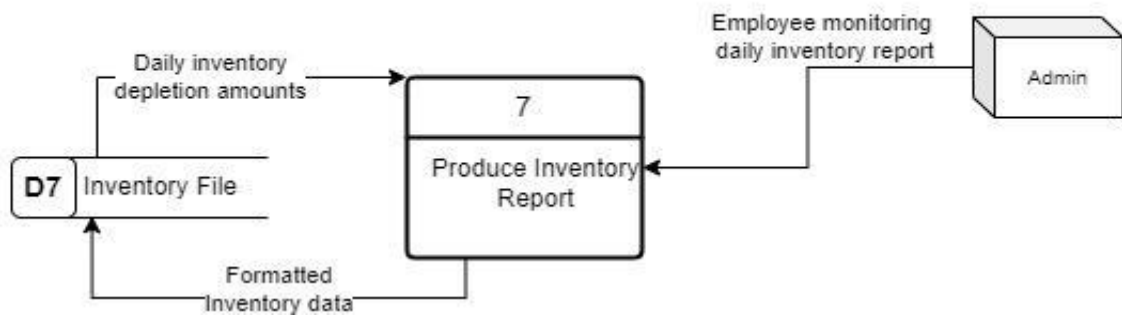 Employee monitoring
daily inventory report
Admin
Daily inventory
depletion amounts
7
Produce Inventory
Report
D7 Inventory File
Formatted
Inventory data